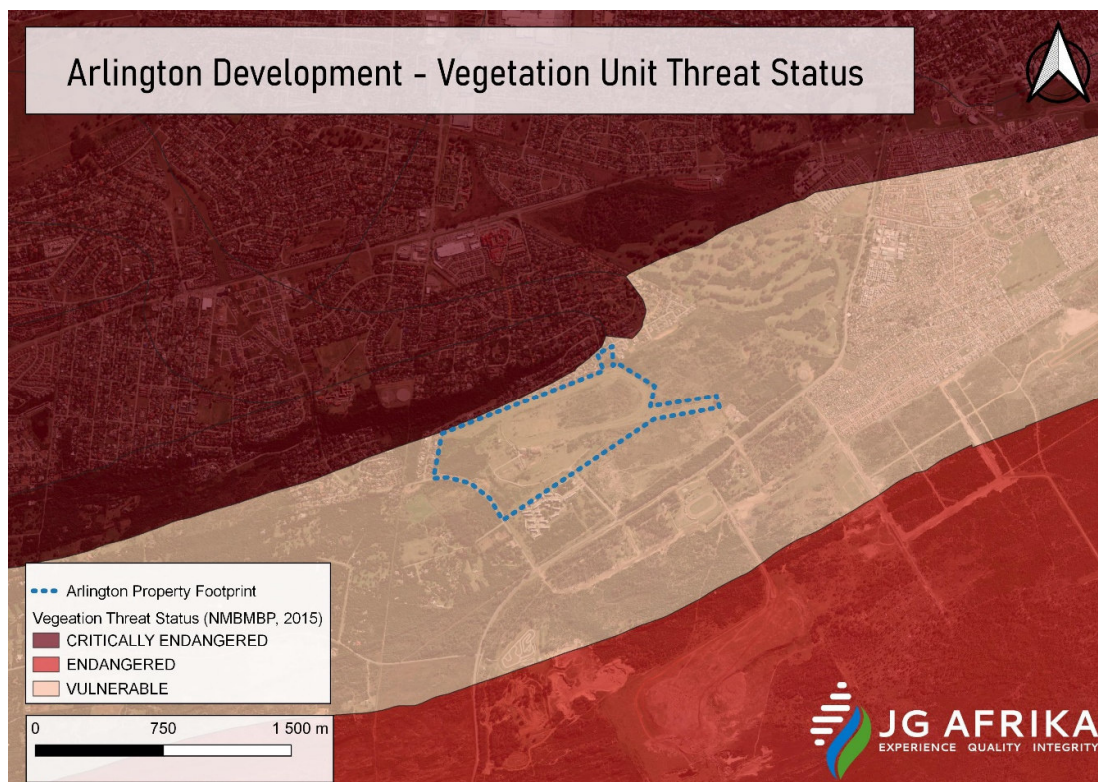 Arlington Development - Vegetation Unit Threat Status
Arlington Property Footprint
Vegeation Threat Status (NMBMBP, 2015)
CRITICALLY ENDANGERED
ENDANGERED
VULNERABLE
0 750 1 500 m
JG AFRIKA
EXPERIENCE QUALITY INTEGRITY